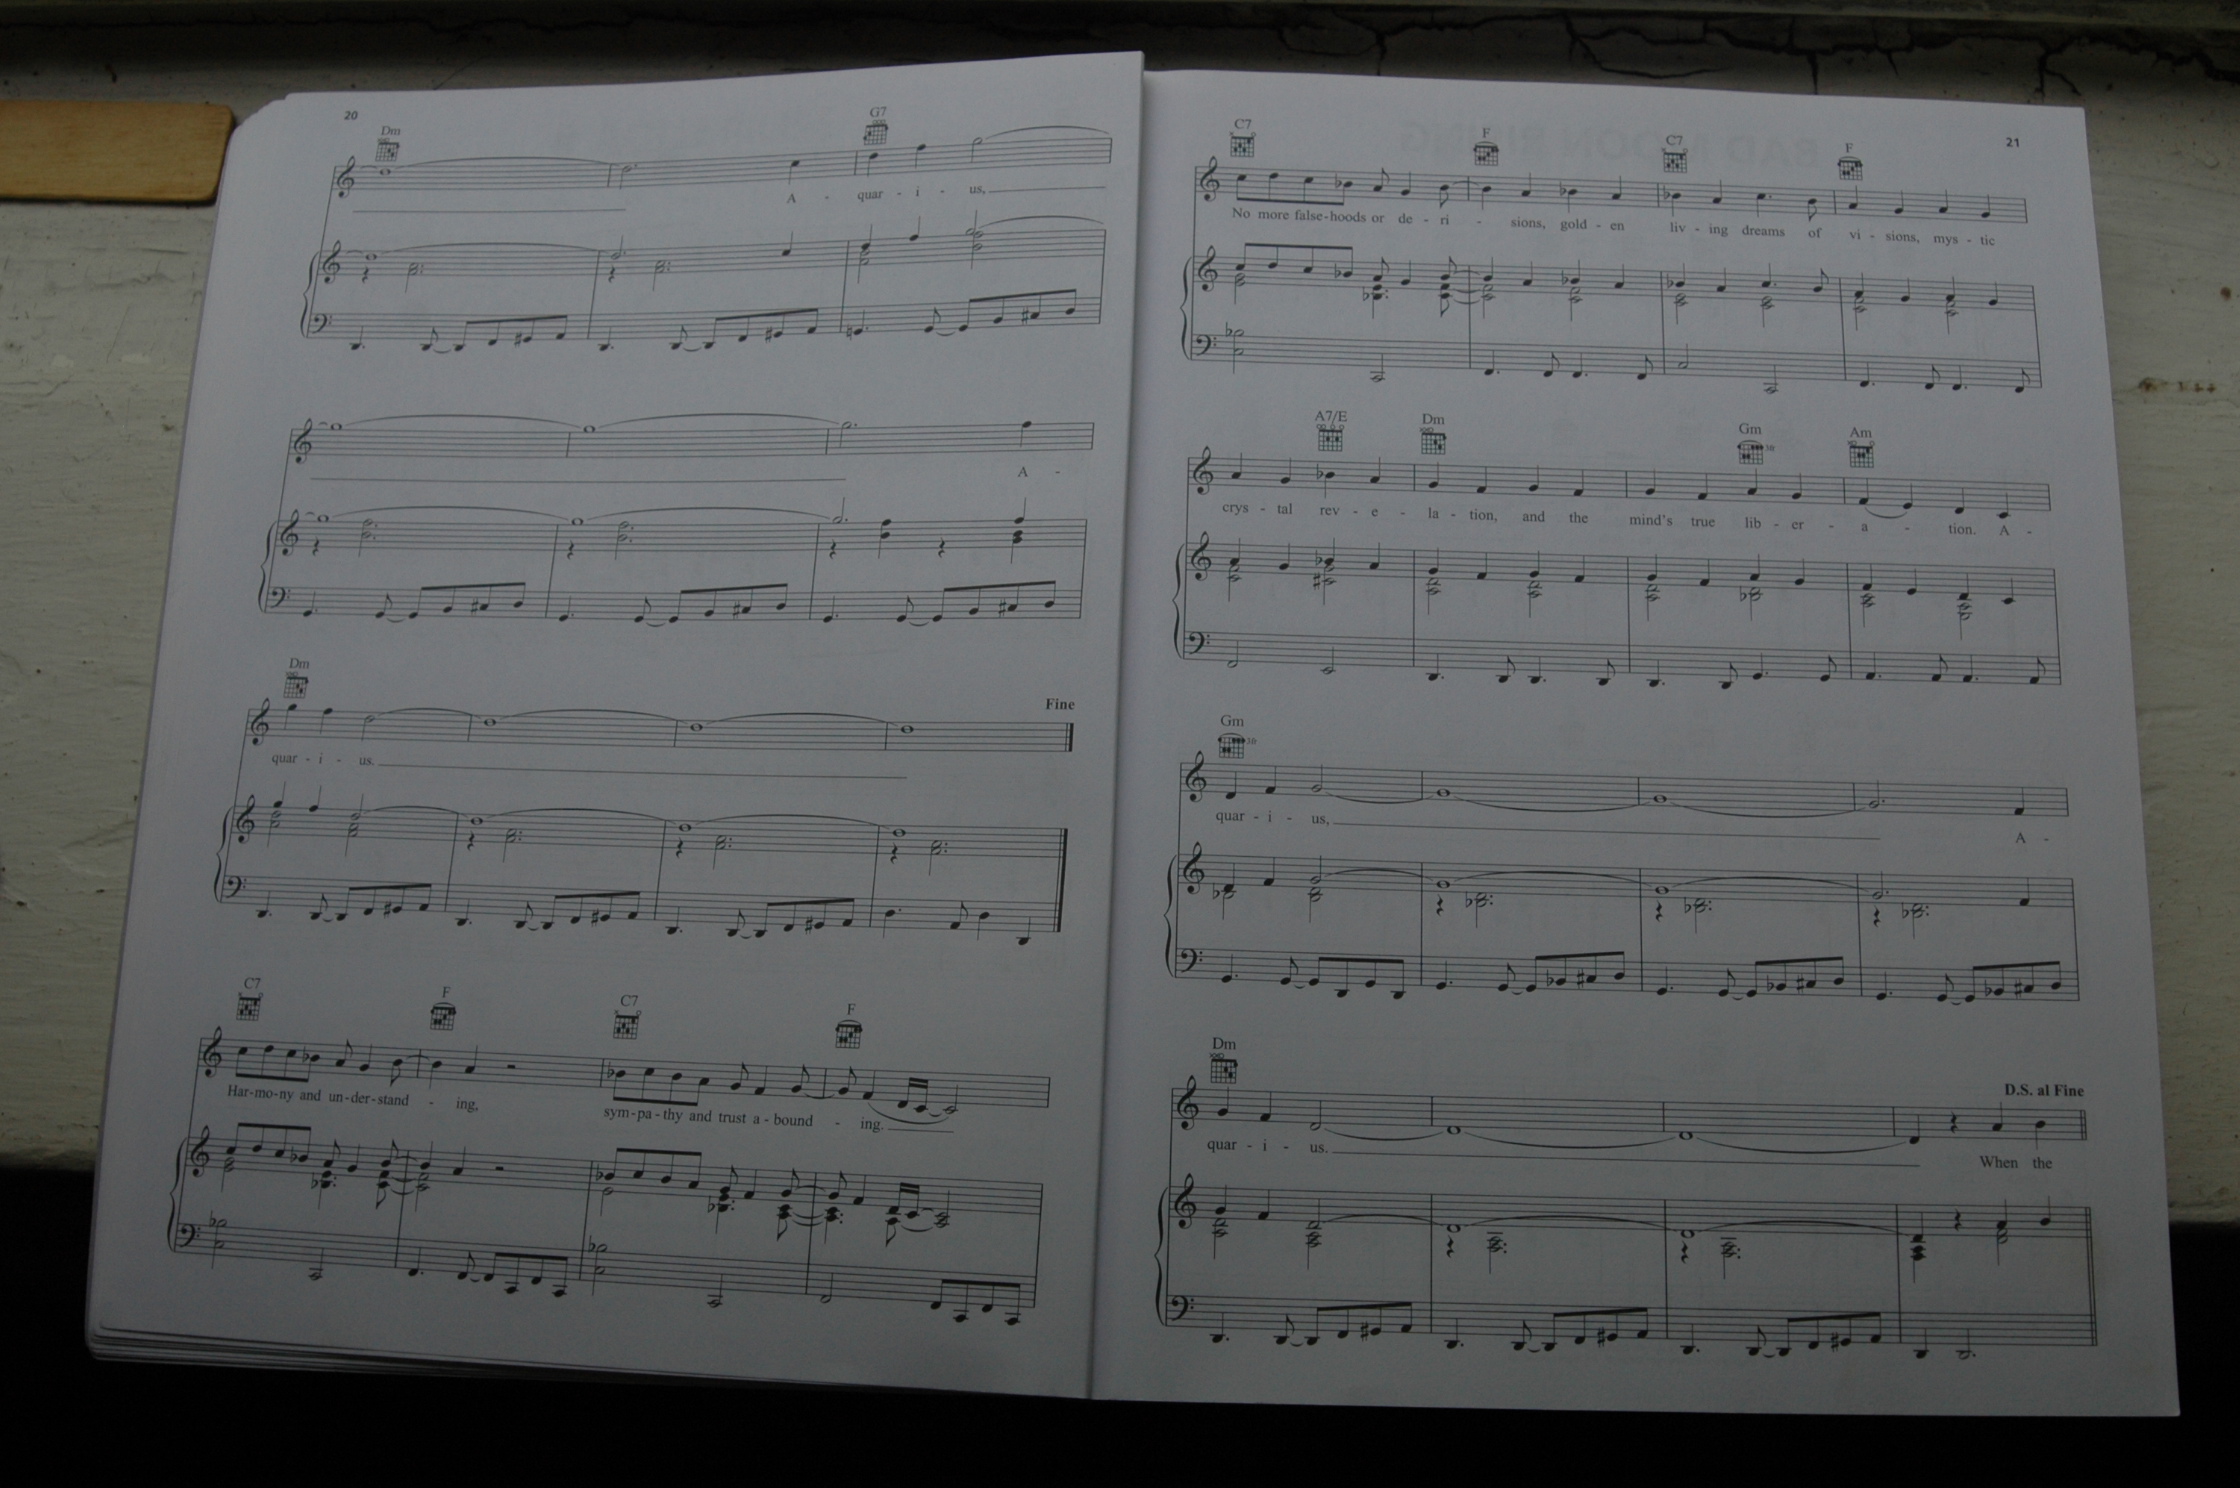 20
Dm G7
A - quar - i - us,
A -
Dm Fine
quar - i - us.
C7 F C7 F
Har-mo-ny and un-der-stand - ing, sym-pa-thy and trust a-bound - ing.
21
C7 F C7 F
No more false-hoods or de - ri - sions, gold - en liv - ing dreams of vi - sions, mys - tic
A7/E Dm Gm 3fr Am
crys - tal rev - e - la - tion, and the mind's true lib - er - a - tion. A -
Gm 3fr
quar - i - us, A -
Dm D.S. al Fine
quar - i - us. When the